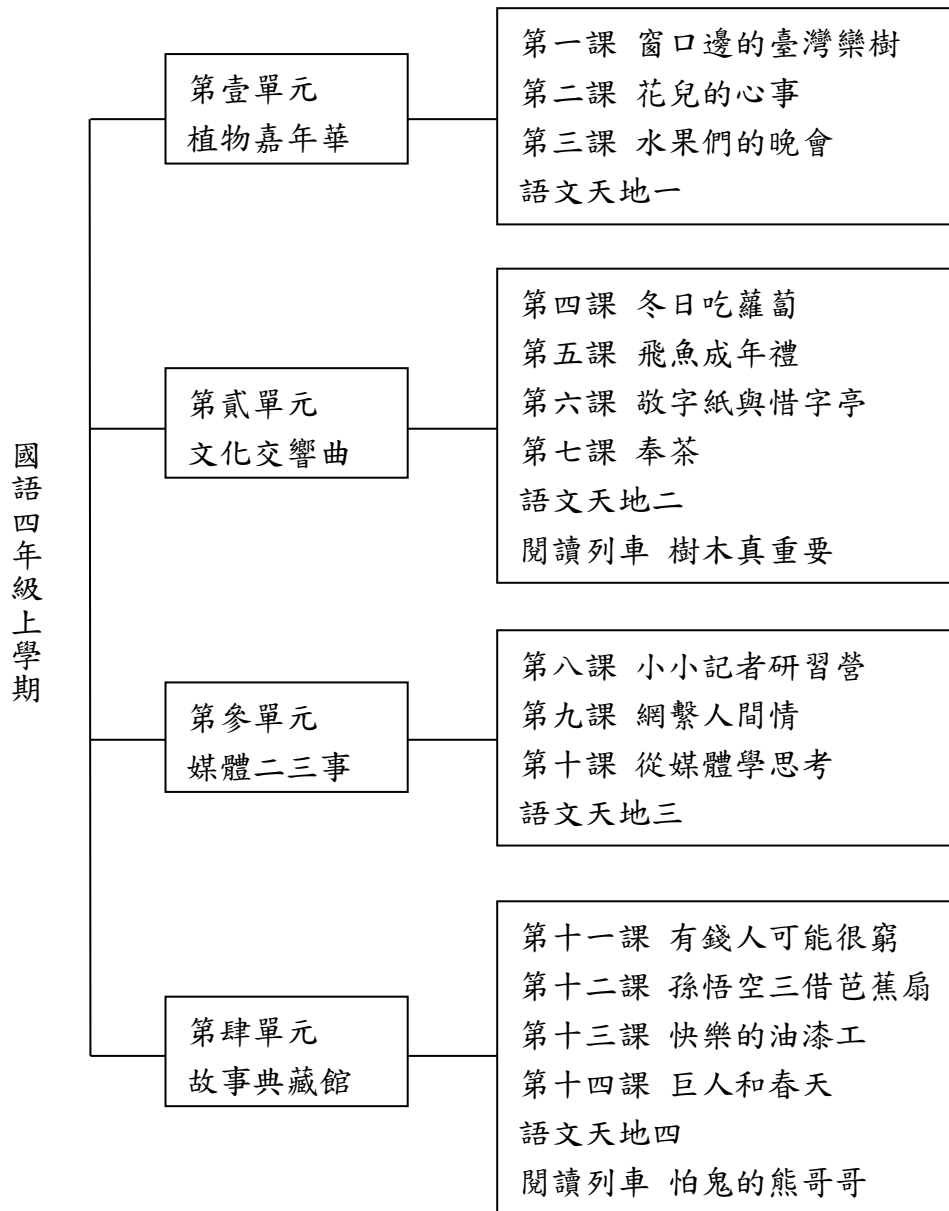 國語四年級上學期
第壹單元
植物嘉年華
第一課 窗口邊的臺灣欒樹
第二課 花兒的心事
第三課 水果們的晚會
語文天地一
第貳單元
文化交響曲
第四課 冬日吃蘿蔔
第五課 飛魚成年禮
第六課 敬字紙與惜字亭
第七課 奉茶
語文天地二
閱讀列車 樹木真重要
第參單元
媒體二三事
第八課 小小記者研習營
第九課 網繫人間情
第十課 從媒體學思考
語文天地三
第肆單元
故事典藏館
第十一課 有錢人可能很窮
第十二課 孫悟空三借芭蕉扇
第十三課 快樂的油漆工
第十四課 巨人和春天
語文天地四
閱讀列車 怕鬼的熊哥哥